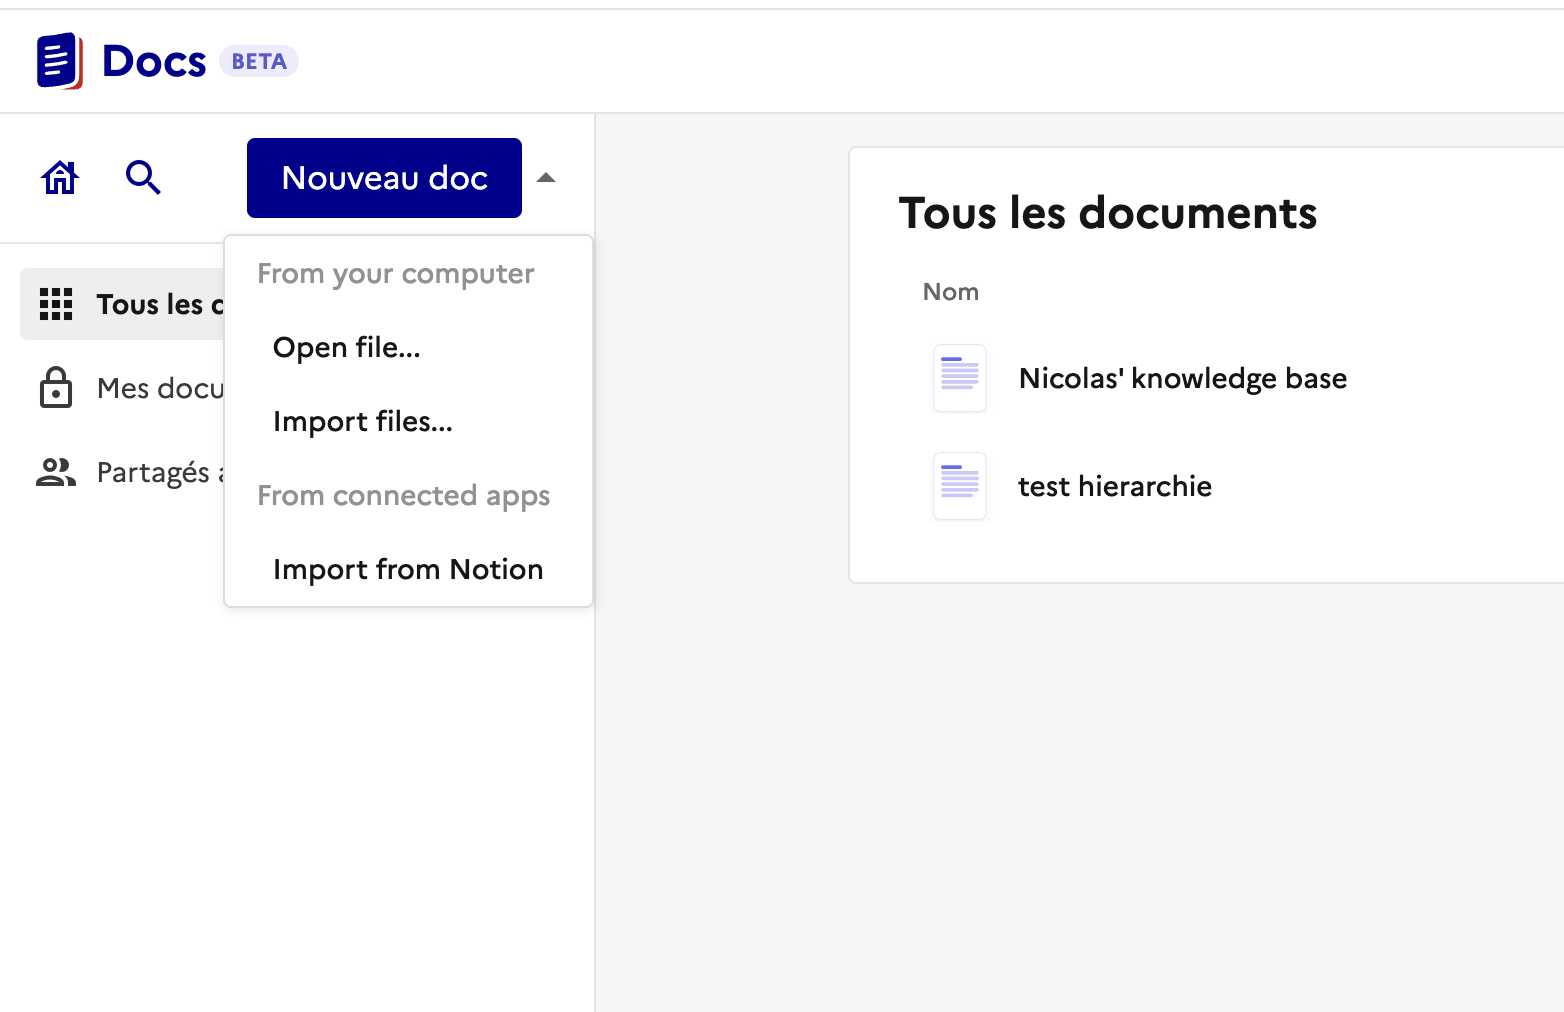 Docs BETA
Nouveau doc
From your computer
Open file...
Import files...
From connected apps
Import from Notion
Tous les
Mes
Partagés
Tous les documents
Nom
Nicolas' knowledge base
test hierarchie